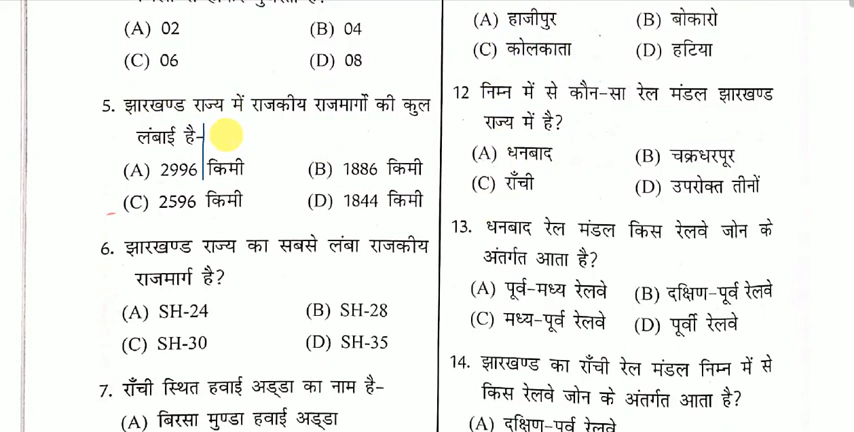 (A) 02 (B) 04
(C) 06 (D) 08
5. झारखण्ड राज्य में राजकीय राजमार्गों की कुल
लंबाई है-
(A) 2996 किमी (B) 1886 किमी
(C) 2596 किमी (D) 1844 किमी
6. झारखण्ड राज्य का सबसे लंबा राजकीय
राजमार्ग है?
(A) SH-24 (B) SH-28
(C) SH-30 (D) SH-35
7. राँची स्थित हवाई अड्डा का नाम है-
(A) बिरसा मुण्डा हवाई अड्डा
(A) हाजीपुर (B) बोकारो
(C) कोलकाता (D) हटिया
12 निम्न में से कौन-सा रेल मंडल झारखण्ड
राज्य में है?
(A) धनबाद (B) चक्रधरपूर
(C) राँची (D) उपरोक्त तीनों
13. धनबाद रेल मंडल किस रेलवे जोन के
अंतर्गत आता है?
(A) पूर्व-मध्य रेलवे (B) दक्षिण-पूर्व रेलवे
(C) मध्य-पूर्व रेलवे (D) पूर्वी रेलवे
14. झारखण्ड का राँची रेल मंडल निम्न में से
किस रेलवे जोन के अंतर्गत आता है?
(A) दक्षिण-पूर्व रेलवे